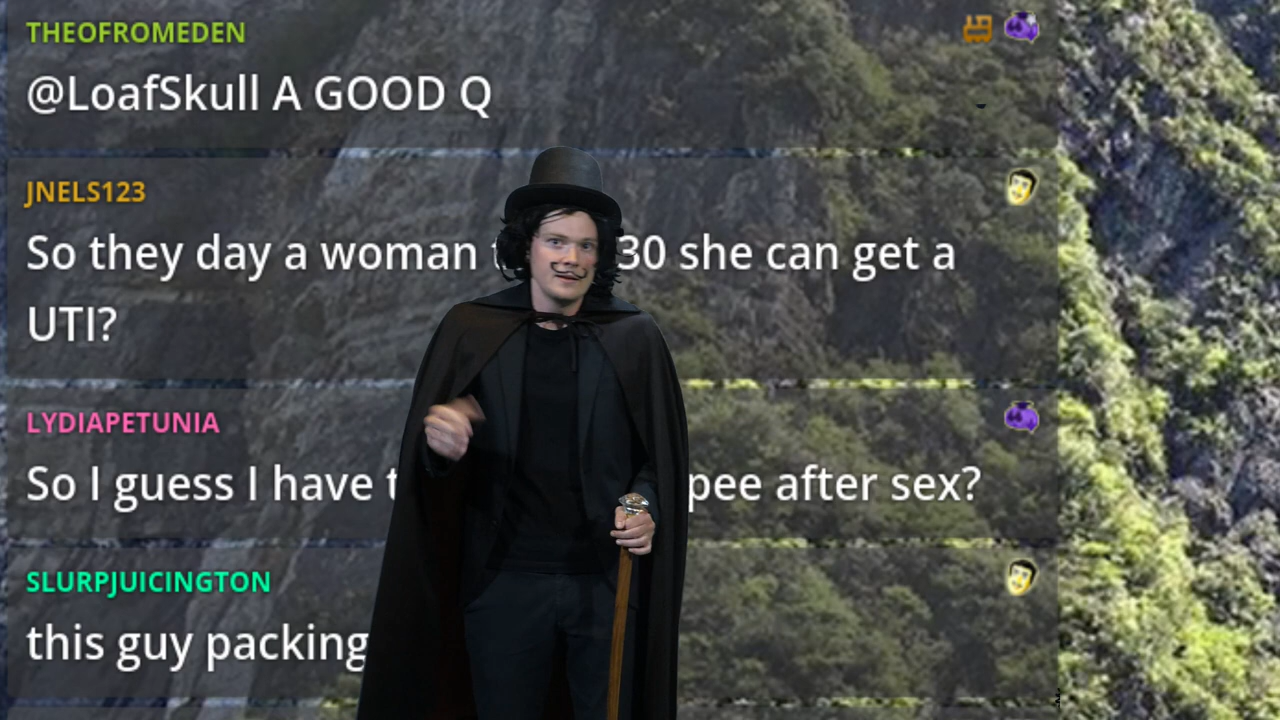 THEOFROMEDEN
@LoafSkull A GOOD Q
JNELS123
So they day a woman 30 she can get a
UTI?
LYDIAPETUNIA
So I guess I have pee after sex?
SLURPJUICINGTON
this guy packing